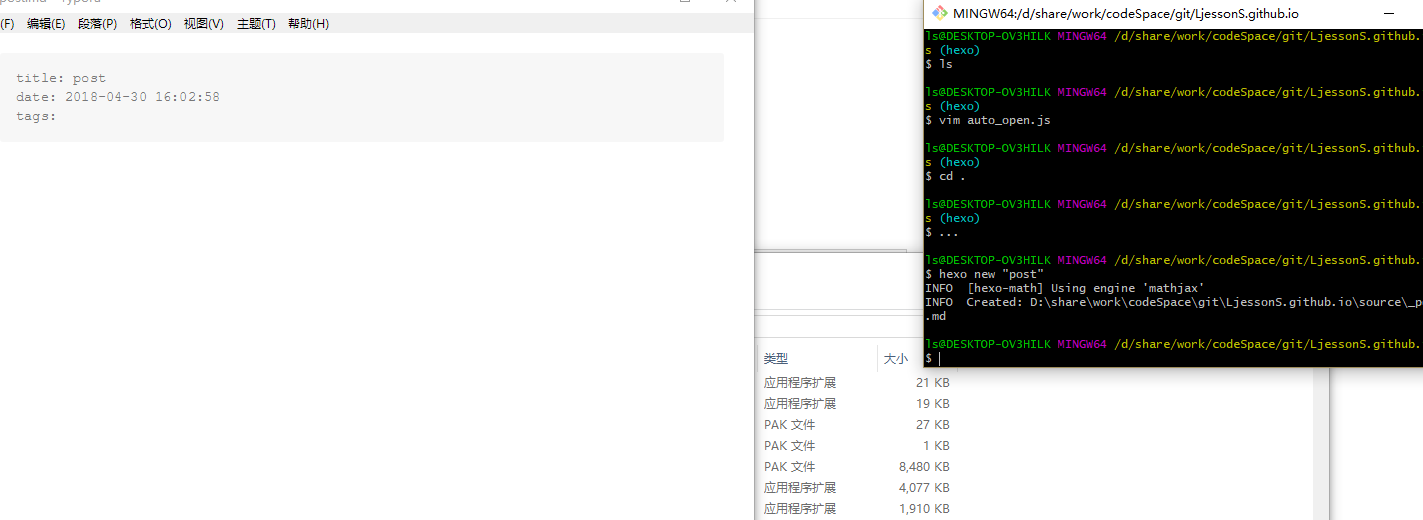 (F) 编辑(E) 段落(P) 格式(O) 视图(V) 主题(T) 帮助(H)
title: post
date: 2018-04-30 16:02:58
tags:
MINGW64:/d/share/work/codeSpace/git/LjessonS.github.io
ls@DESKTOP-OV3HILK MINGW64 /d/share/work/codeSpace/git/LjessonS.github.
s (hexo)
$ ls
ls@DESKTOP-OV3HILK MINGW64 /d/share/work/codeSpace/git/LjessonS.github.
s (hexo)
$ vim auto_open.js
ls@DESKTOP-OV3HILK MINGW64 /d/share/work/codeSpace/git/LjessonS.github.
s (hexo)
$ cd .
ls@DESKTOP-OV3HILK MINGW64 /d/share/work/codeSpace/git/LjessonS.github.
s (hexo)
$ ...
ls@DESKTOP-OV3HILK MINGW64 /d/share/work/codeSpace/git/LjessonS.github.
$ hexo new "post"
INFO  [hexo-math] Using engine 'mathjax'
INFO  Created: D:\share\work\codeSpace\git\LjessonS.github.io\source\_p
.md
ls@DESKTOP-OV3HILK MINGW64 /d/share/work/codeSpace/git/LjessonS.github.
$
类型 大小
应用程序扩展 21 KB
应用程序扩展 19 KB
PAK 文件 27 KB
PAK 文件 1 KB
PAK 文件 8,480 KB
应用程序扩展 4,077 KB
应用程序扩展 1,910 KB